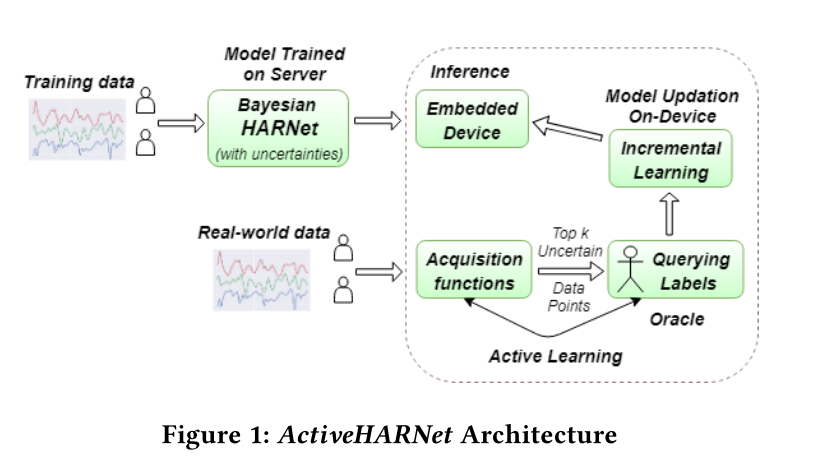 Model Trained
on Server
Training data
Bayesian
HARNet
(with uncertainties)
Inference
Embedded
Device
Model Updation
On-Device
Incremental
Learning
Real-world data
Acquisition
functions
Top k
Uncertain
Data
Points
Querying
Labels
Oracle
Active Learning
Figure 1: ActiveHARNet Architecture